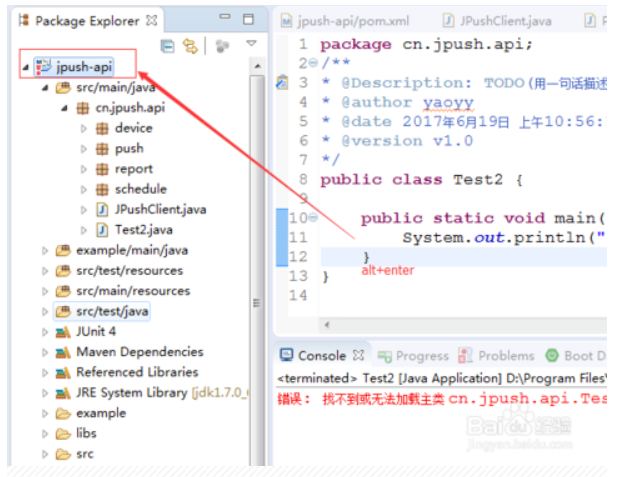 Package Explorer
jpush-api
src/main/java
cn.jpush.api
device
push
report
schedule
JPushClient.java
Test2.java
example/main/java
src/test/resources
src/main/resources
src/test/java
JUnit 4
Maven Dependencies
Referenced Libraries
JRE System Library [jdk1.7.0_
example
libs
src
jpush-api/pom.xml JPushClient.java
1 package cn.jpush.api;
2 /**
3 * @Description: TODO(用一句话描述
4 * @author yaoyy
5 * @date 2017年6月19日 上午10:56:
6 * @version v1.0
7 */
8 public class Test2 {
9
10 public static void main(
11 System.out.println("
12 }
alt+enter
13 }
14
Console Progress Problems Boot D
<terminated> Test2 [Java Application] D:\Program Files\
错误: 找不到或无法加载主类 cn.jpush.api.Tes
Baidu 经验
jingyan.baidu.com